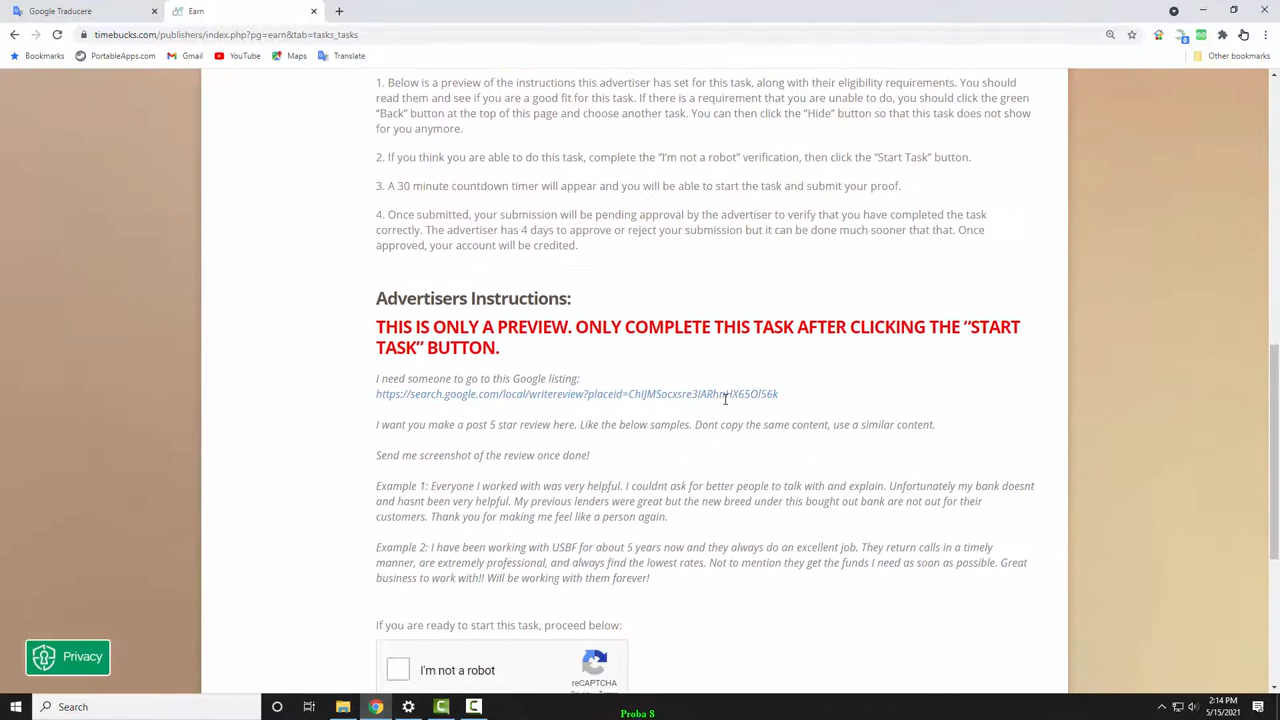 Google Traducere
Earn
timebucks.com/publishers/index.php?pg=earn&tab=tasks_tasks
Bookmarks PortableApps.com Gmail YouTube Maps Translate Other bookmarks
1. Below is a preview of the instructions this advertiser has set for this task, along with their eligibility requirements. You should
read them and see if you are a good fit for this task. If there is a requirement that you are unable to do, you should click the green
“Back” button at the top of this page and choose another task. You can then click the “Hide” button so that this task does not show
for you anymore.
2. If you think you are able to do this task, complete the “I’m not a robot” verification, then click the “Start Task” button.
3. A 30 minute countdown timer will appear and you will be able to start the task and submit your proof.
4. Once submitted, your submission will be pending approval by the advertiser to verify that you have completed the task
correctly. The advertiser has 4 days to approve or reject your submission but it can be done much sooner that that. Once
approved, your account will be credited.
Advertisers Instructions:
THIS IS ONLY A PREVIEW. ONLY COMPLETE THIS TASK AFTER CLICKING THE “START
TASK” BUTTON.
I need someone to go to this Google listing:
https://search.google.com/local/writereview?placeid=ChIJMSocxsre3IARhnHX65Ol56k
I want you make a post 5 star review here. Like the below samples. Dont copy the same content, use a similar content.
Send me screenshot of the review once done!
Example 1: Everyone I worked with was very helpful. I couldnt ask for better people to talk with and explain. Unfortunately my bank doesnt
and hasnt been very helpful. My previous lenders were great but the new breed under this bought out bank are not out for their
customers. Thank you for making me feel like a person again.
Example 2: I have been working with USBF for about 5 years now and they always do an excellent job. They return calls in a timely
manner, are extremely professional, and always find the lowest rates. Not to mention they get the funds I need as soon as possible. Great
business to work with!! Will be working with them forever!
If you are ready to start this task, proceed below:
I'm not a robot
reCAPTCHA
Privacy
Search
2:14 PM
5/15/2021
Proba S